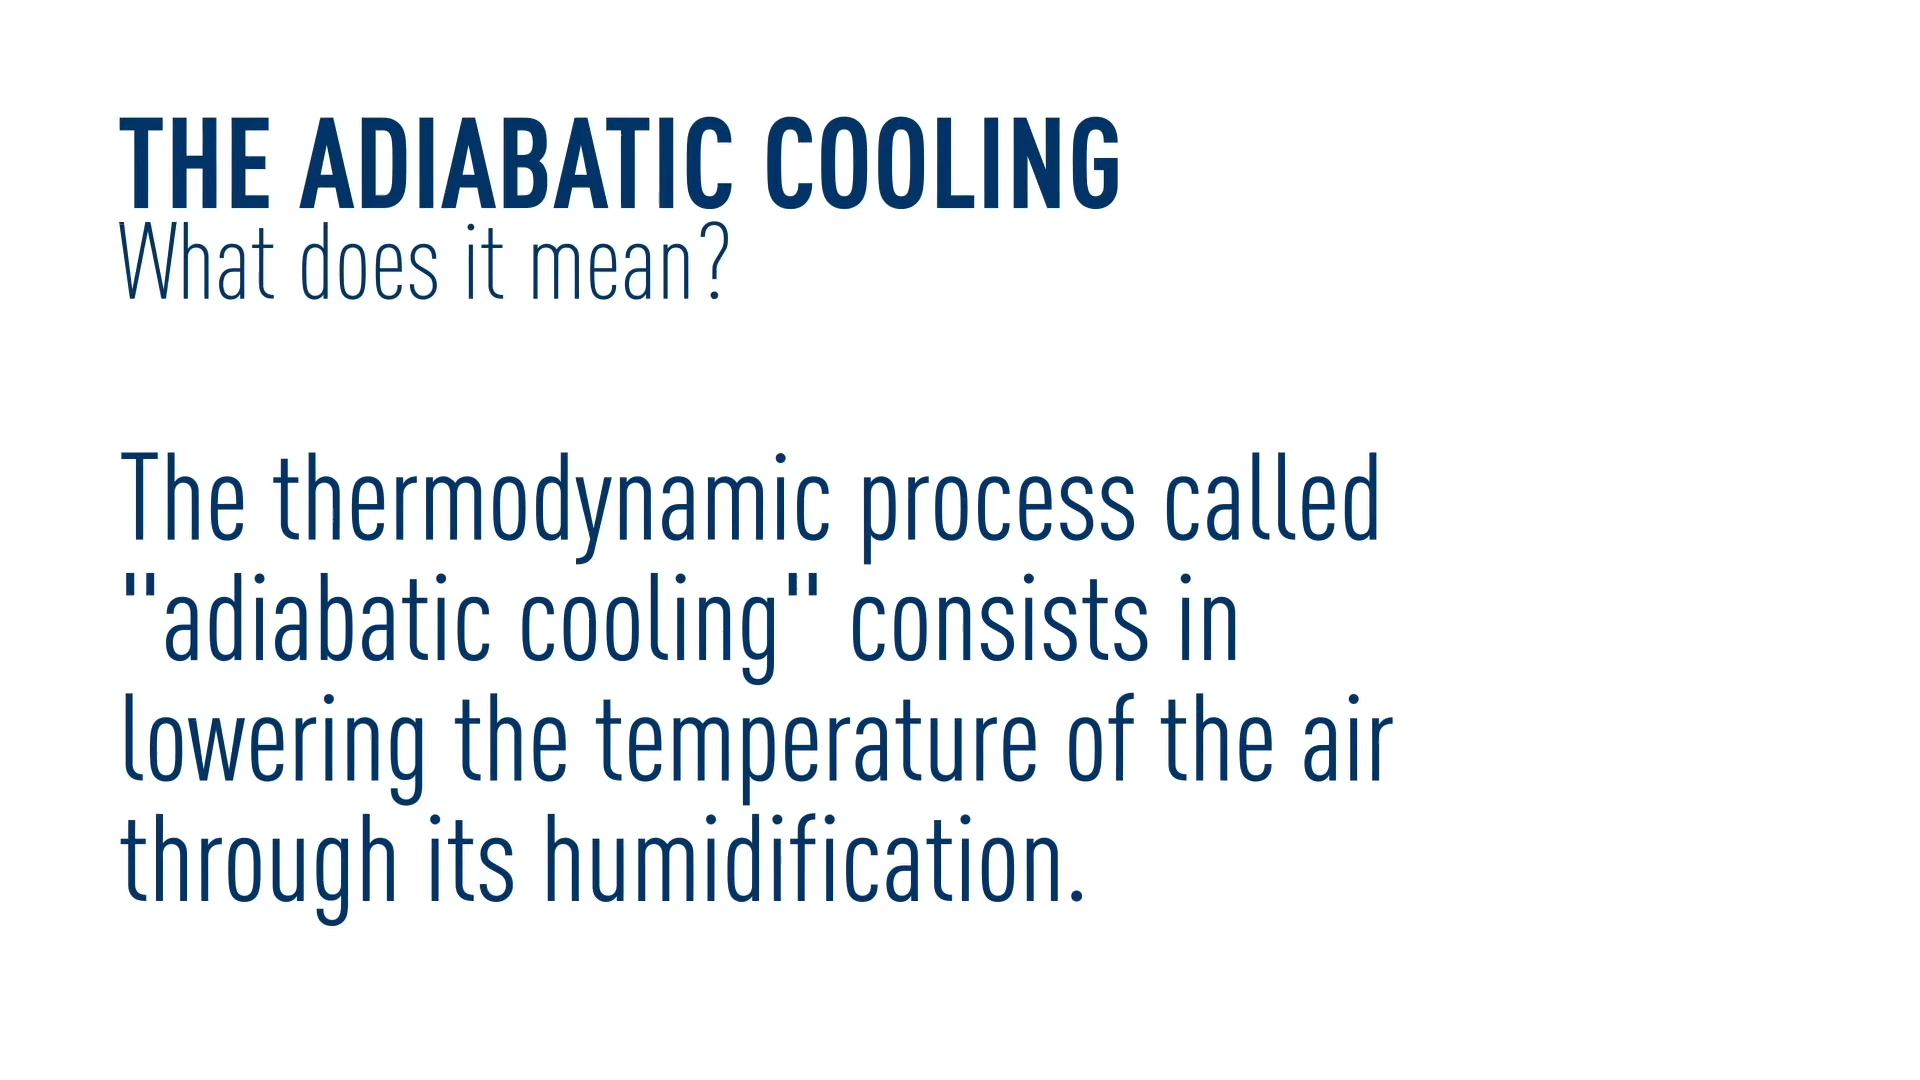 THE ADIABATIC COOLING
What does it mean?
The thermodynamic process called
"adiabatic cooling" consists in
lowering the temperature of the air
through its humidification.